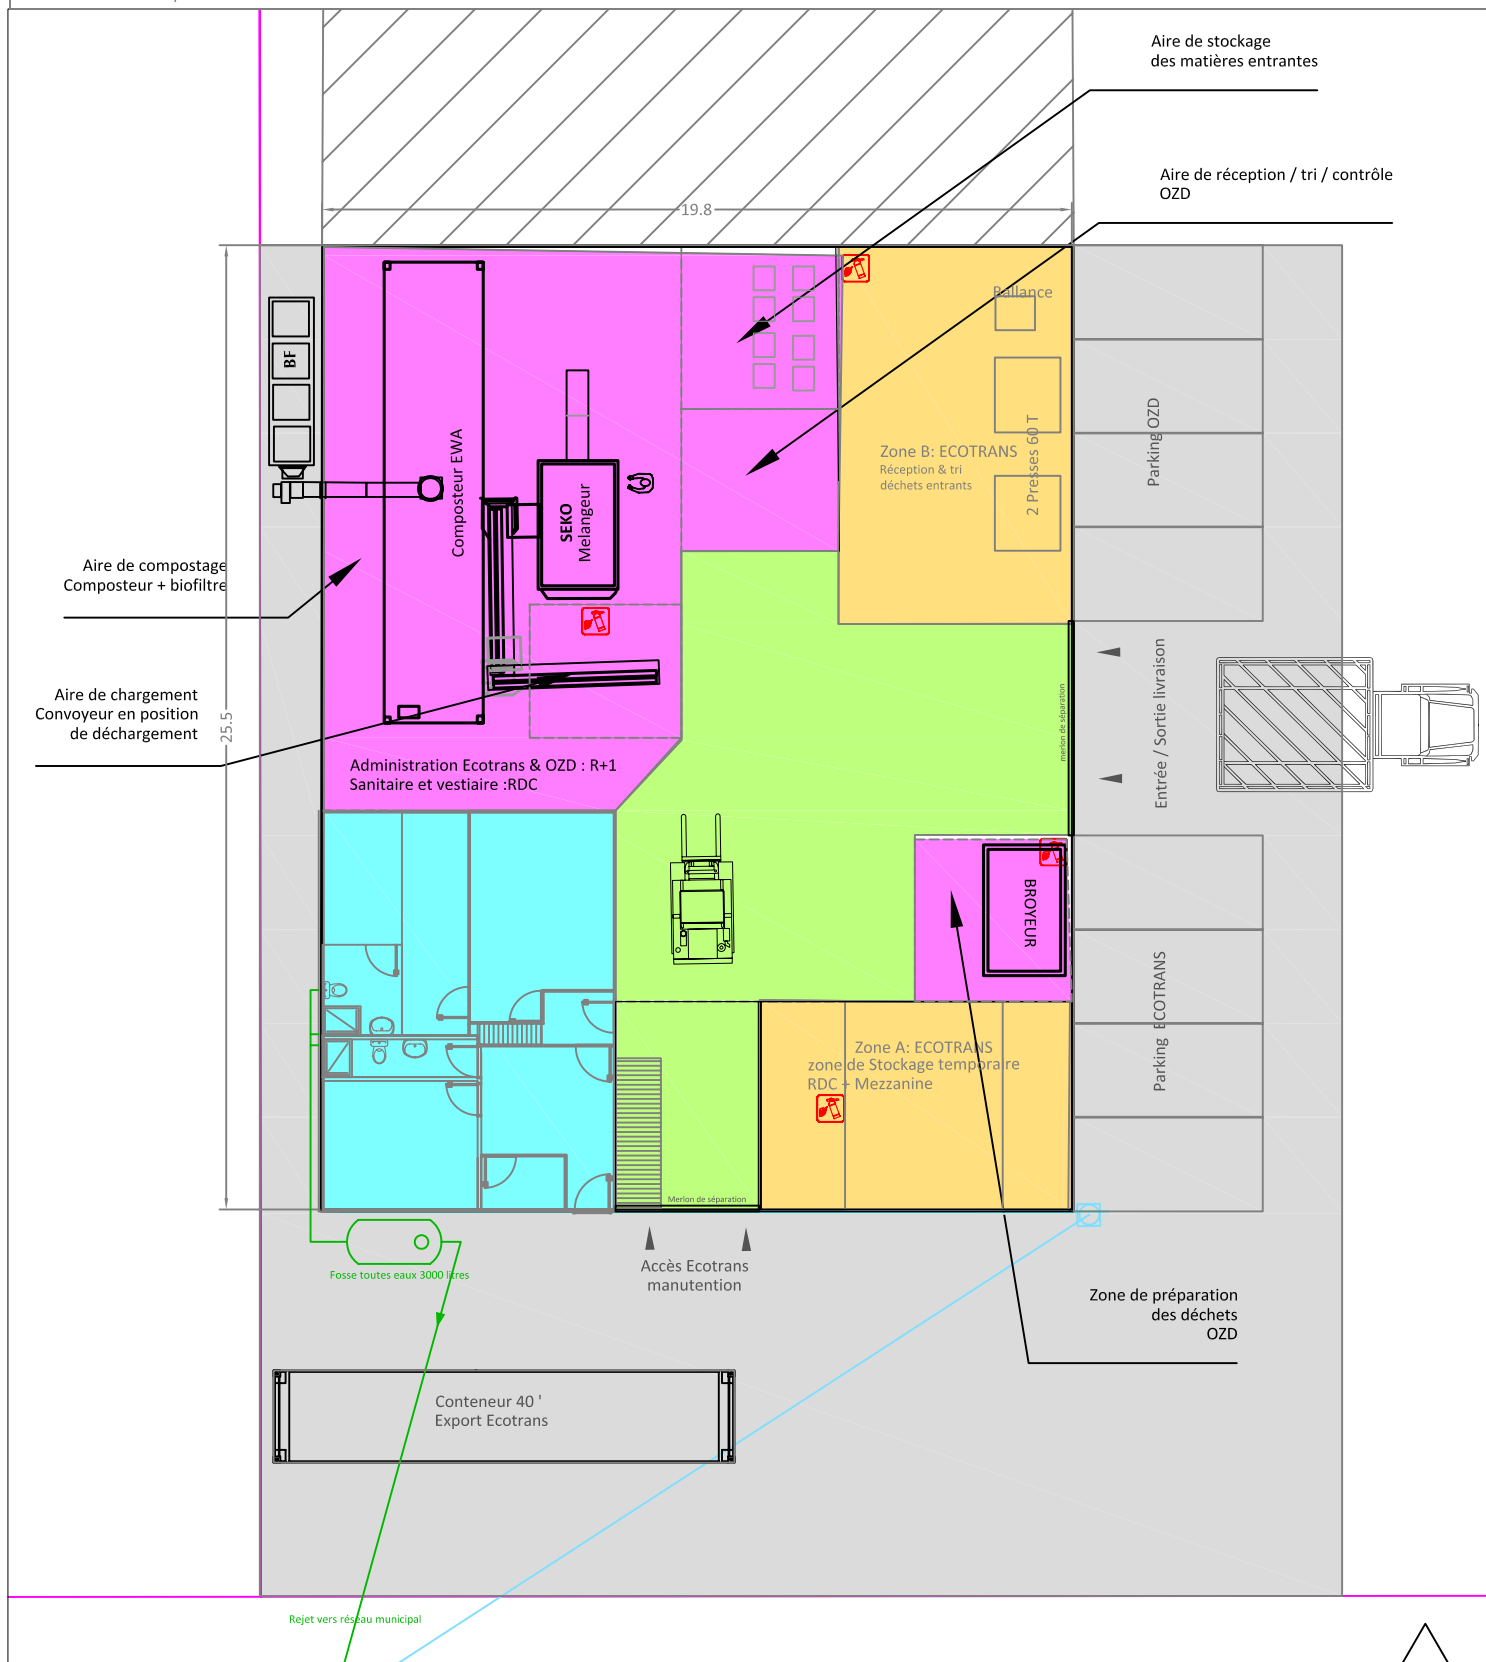 Aire de stockage
des matières entrantes
Aire de réception / tri / contrôle
OZD
19.8
Ballance
BF
Composteur EWA
SEKO
Melangeur
Zone B: ECOTRANS
Réception & tri
déchets entrants
2 Presses 60 T
Parking OZD
Aire de compostage
Composteur + biofiltre
Aire de chargement
Convoyeur en position
de déchargement
25.5
merlon de séparation
Entrée / Sortie livraison
Administration Ecotrans & OZD : R+1
Sanitaire et vestiaire :RDC
BROYEUR
Parking ECOTRANS
Zone A: ECOTRANS
zone de Stockage temporaire
RDC + Mezzanine
Merlon de séparation
Accès Ecotrans
manutention
Fosse toutes eaux 3000 litres
Zone de préparation
des déchets
OZD
Conteneur 40 '
Export Ecotrans
Rejet vers réseau municipal